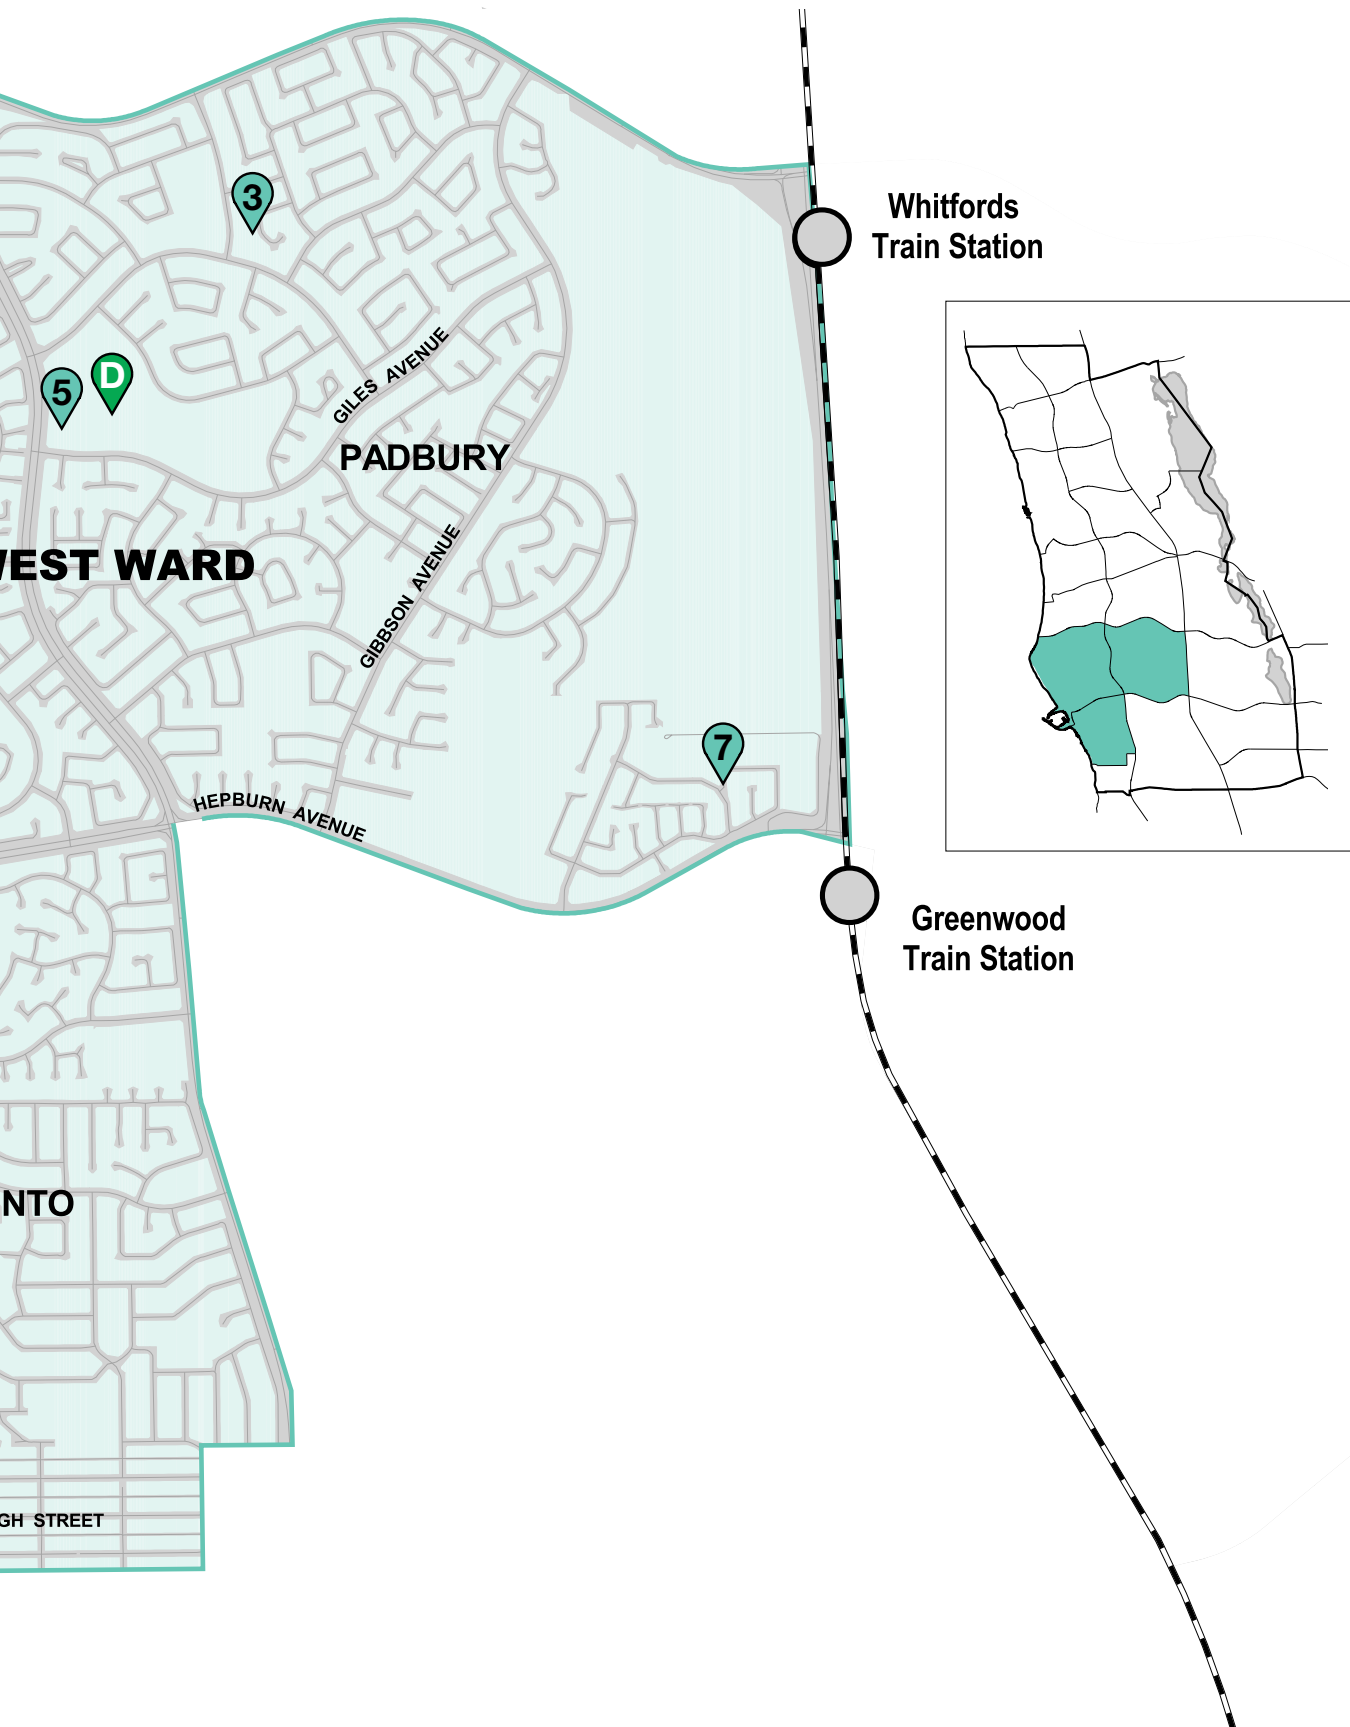 3
Whitfords
Train Station
5
D
GILES AVENUE
PADBURY
GIBBSON AVENUE
WEST WARD
7
HEPBURN AVENUE
Greenwood
Train Station
NTO
GH STREET